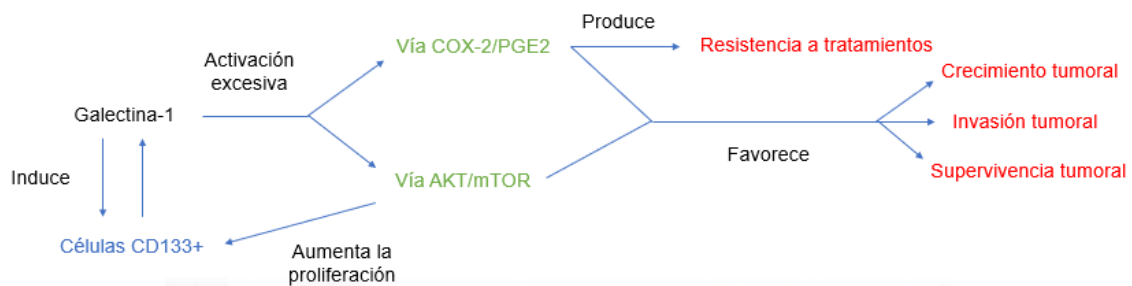 Produce
Vía COX-2/PGE2
Resistencia a tratamientos
Activación
excesiva
Crecimiento tumoral
Galectina-1
Invasión tumoral
Favorece
Induce
Vía AKT/mTOR
Supervivencia tumoral
Células CD133+
Aumenta la
proliferación